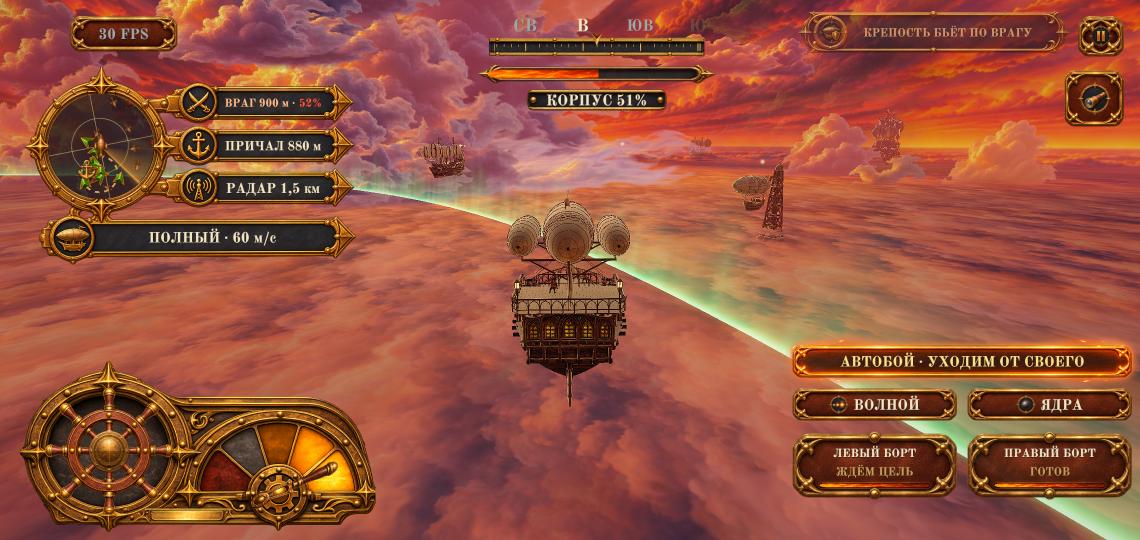 30 FPS
СВ В ЮВ Ю
КРЕПОСТЬ БЬЁТ ПО ВРАГУ
КОРПУС 51%
ВРАГ 900 м · 52%
ПРИЧАЛ 880 м
РАДАР 1,5 км
ПОЛНЫЙ · 60 м/с
АВТОБОЙ · УХОДИМ ОТ СВОЕГО
ВОЛНОЙ
ЯДРА
ЛЕВЫЙ БОРТ
ЖДЁМ ЦЕЛЬ
ПРАВЫЙ БОРТ
ГОТОВ